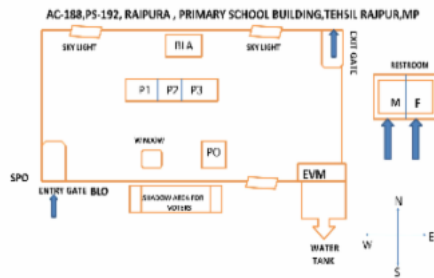 AC-188,PS-192, RAIPURA , PRIMARY SCHOOL BUILDING,TEHSIL RAJPUR,MP
SKY LIGHT
BLA
SKY LIGHT
EXIT GATE
RESTROOM
P1 P2 P3
M F
WINDOW
PO
SPO
EVM
ENTRY GATE BLO
SHADOW AREA FOR
VOTERS
WATER
TANK
N
W
E
S